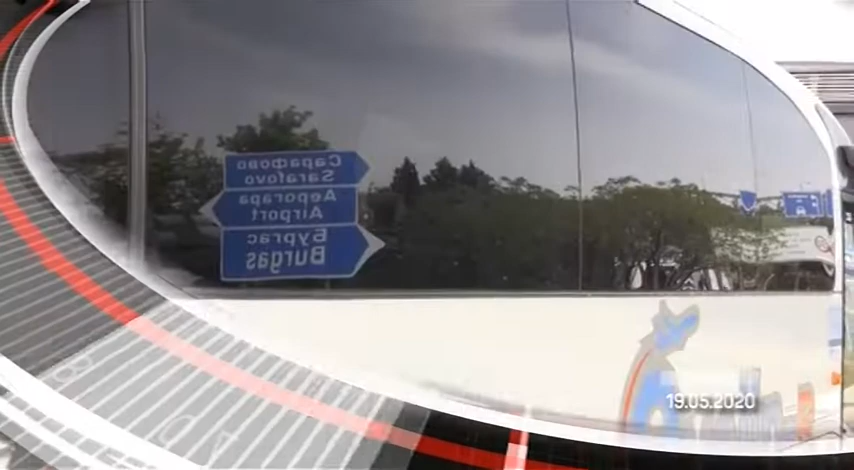 Сарафово
Sarafovo
Аерогара
Airport
Бургас
Burgas
19.05.2020